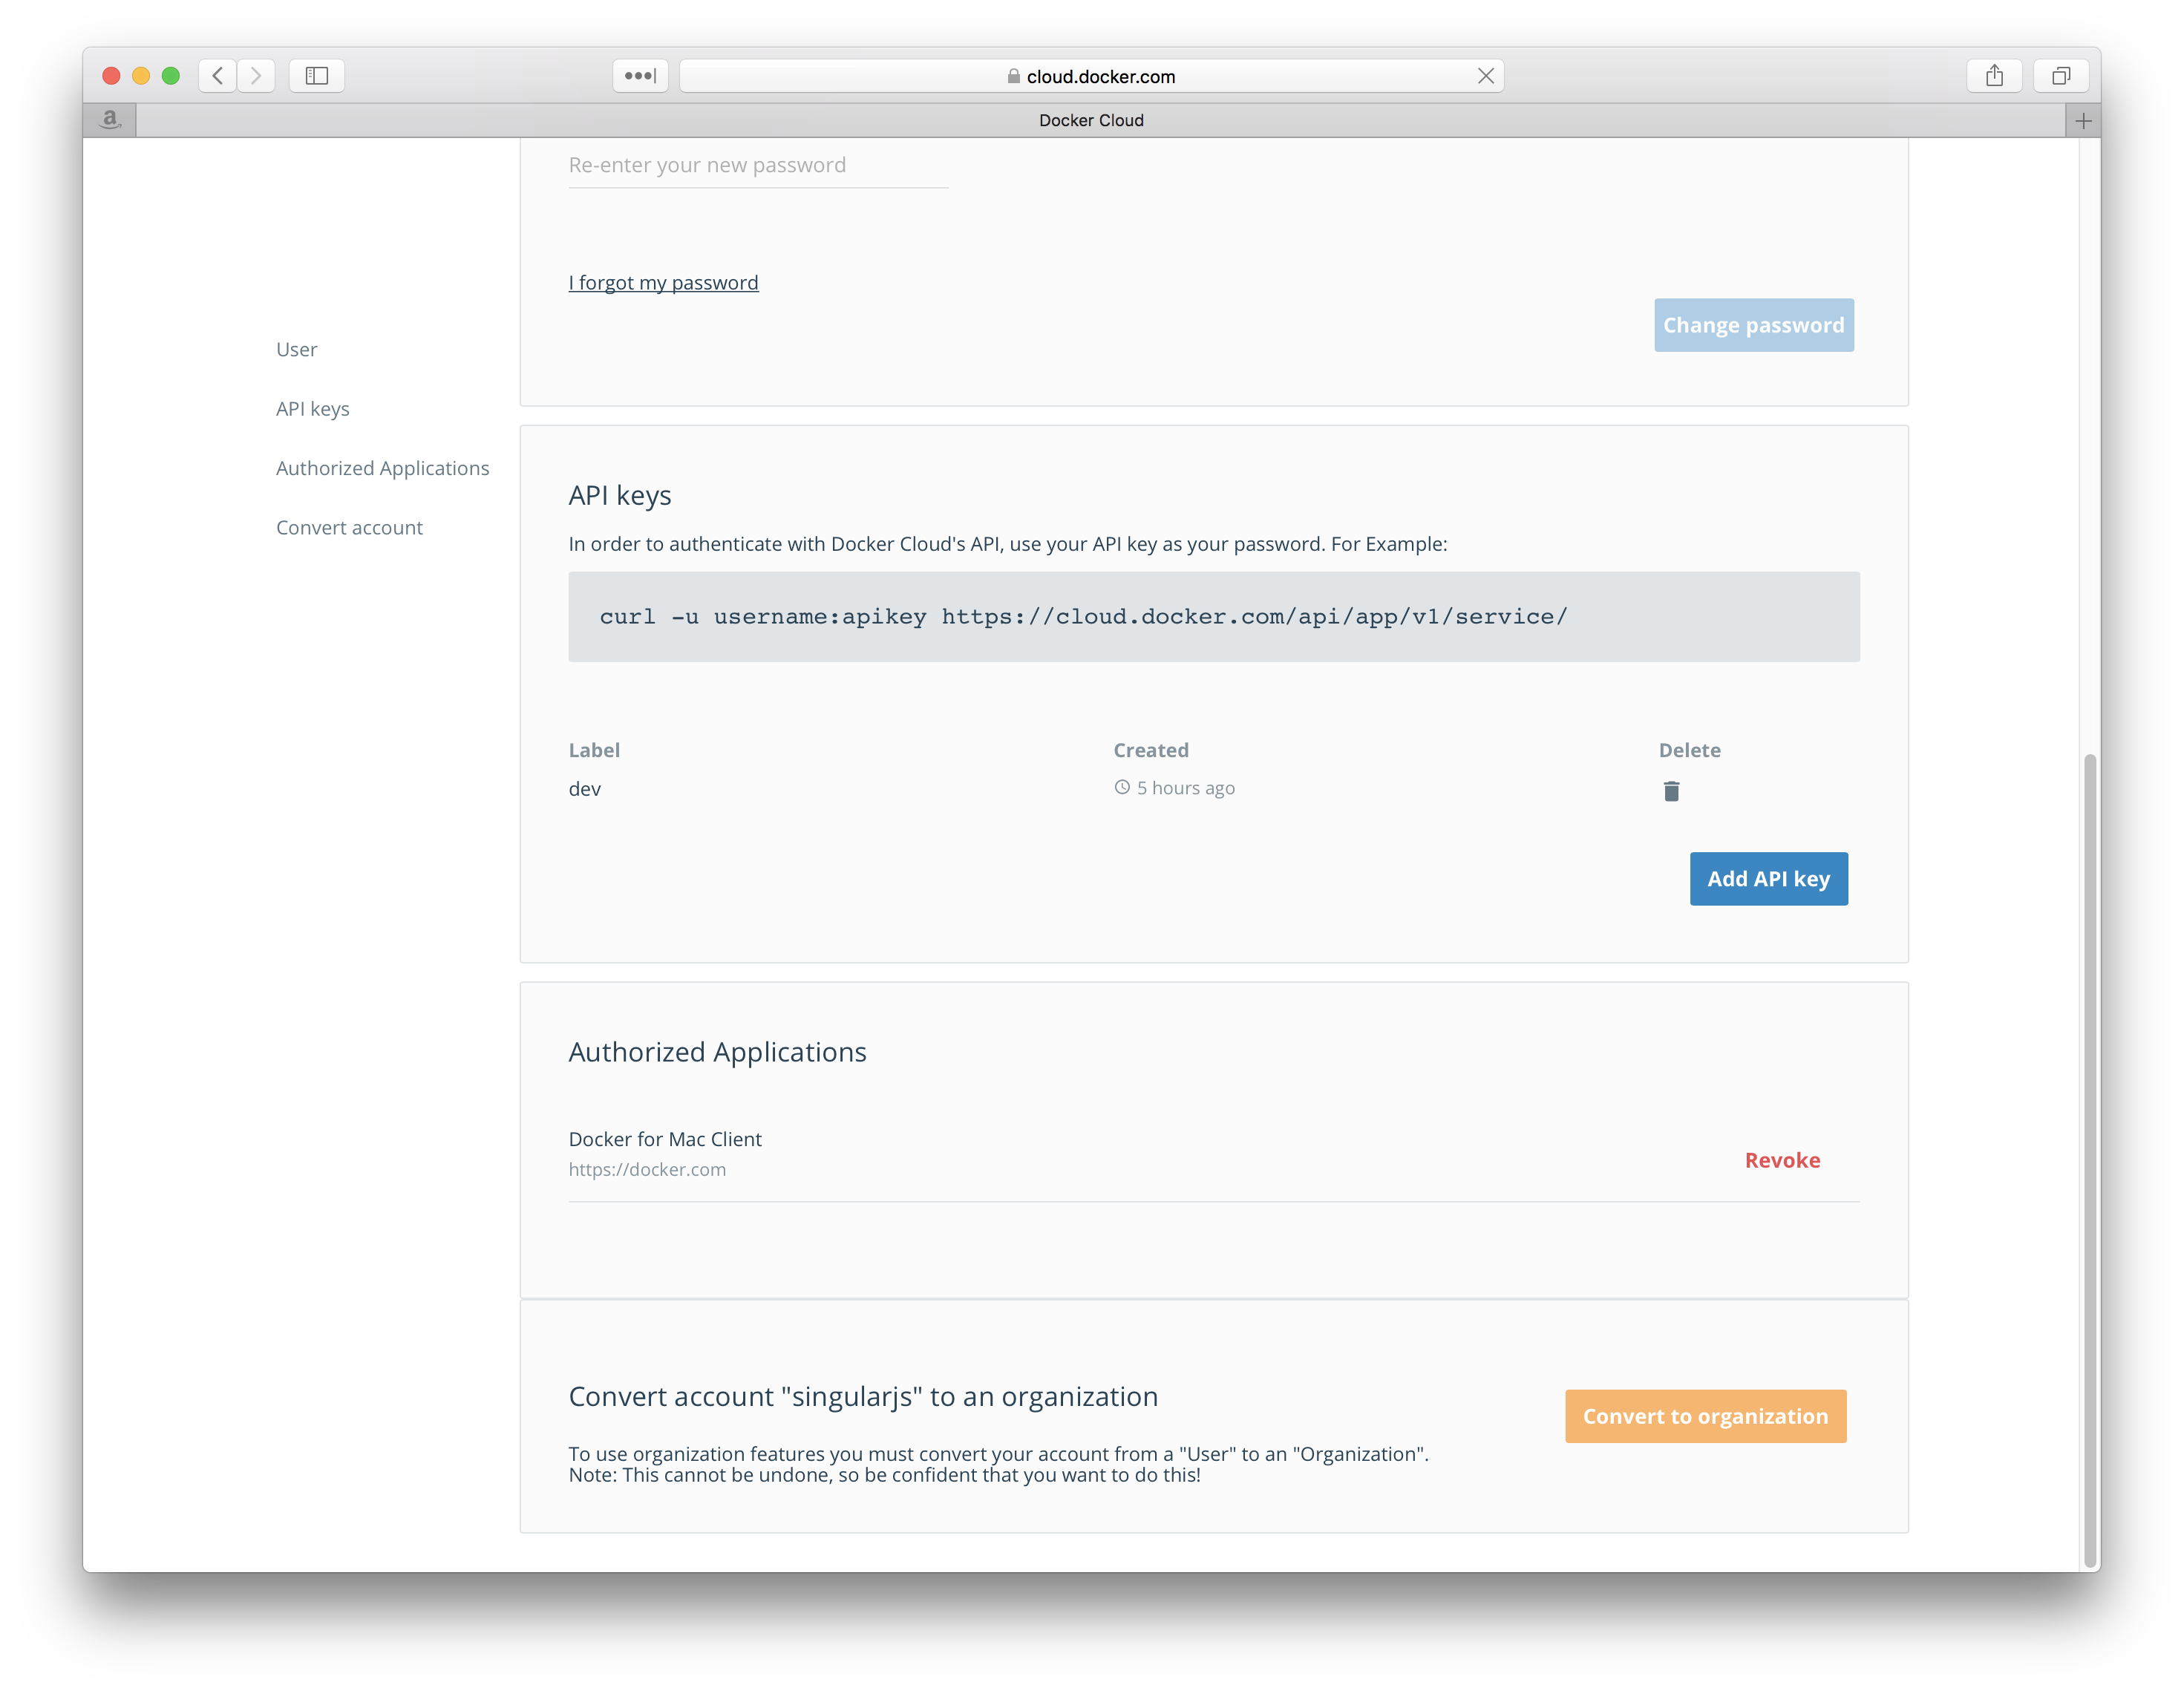 cloud.docker.com
a
Docker Cloud
Re-enter your new password
I forgot my password
Change password
User
API keys
Authorized Applications
Convert account
API keys
In order to authenticate with Docker Cloud's API, use your API key as your password. For Example:
curl -u username:apikey https://cloud.docker.com/api/app/v1/service/
Label Created Delete
dev 5 hours ago
Add API key
Authorized Applications
Docker for Mac Client
https://docker.com
Revoke
Convert account "singularjs" to an organization
Convert to organization
To use organization features you must convert your account from a "User" to an "Organization".
Note: This cannot be undone, so be confident that you want to do this!